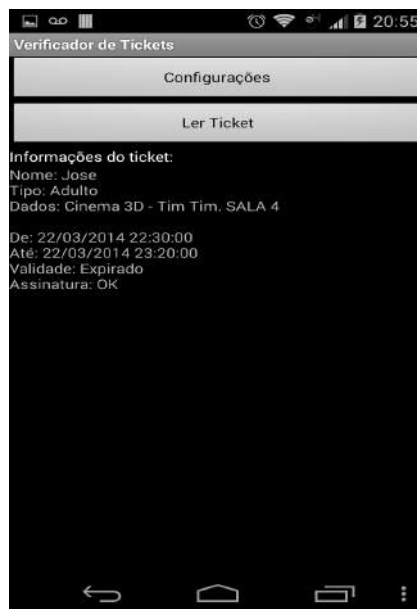 20:55
Verificador de Tickets
Configurações
Ler Ticket
Informações do ticket:
Nome: Jose
Tipo: Adulto
Dados: Cinema 3D - Tim Tim. SALA 4
De: 22/03/2014 22:30:00
Até: 22/03/2014 23:20:00
Validade: Expirado
Assinatura: OK